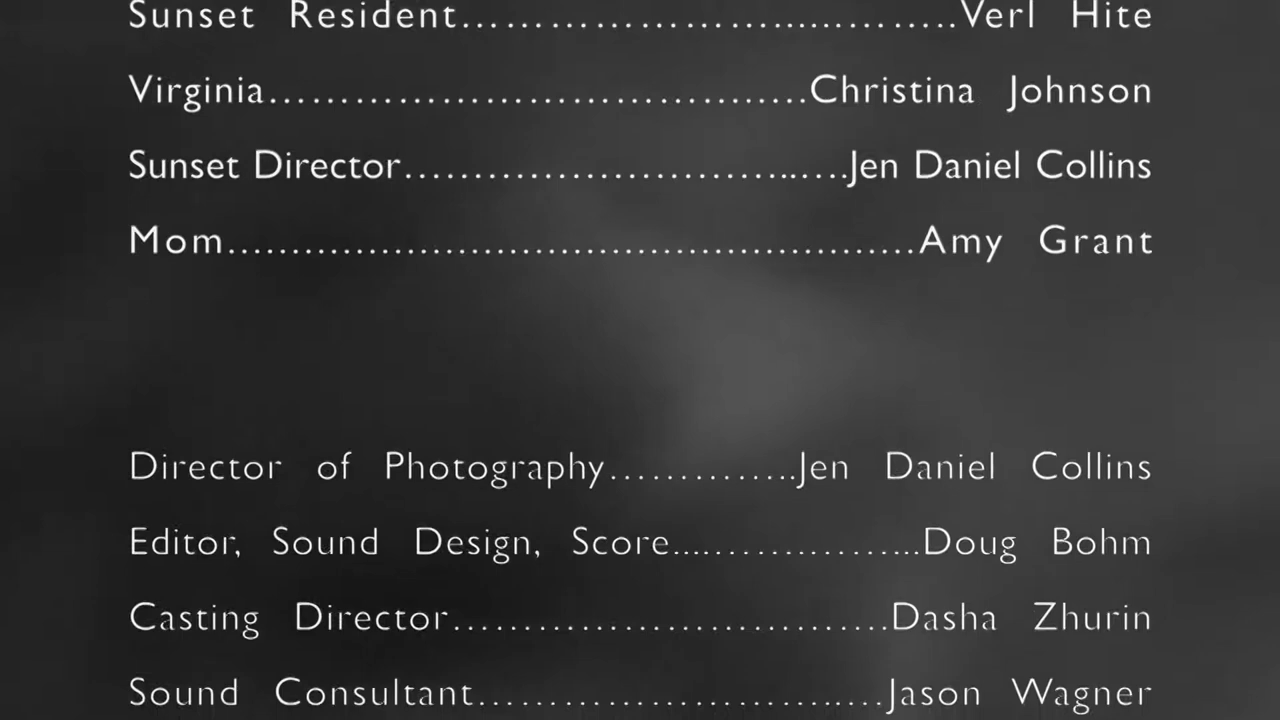 Sunset Resident..............................Verl Hite
Virginia..............................Christina Johnson
Sunset Director..............................Jen Daniel Collins
Mom........................................Amy Grant
Director of Photography..............Jen Daniel Collins
Editor, Sound Design, Score................Doug Bohm
Casting Director.........................Dasha Zhurin
Sound Consultant.........................Jason Wagner